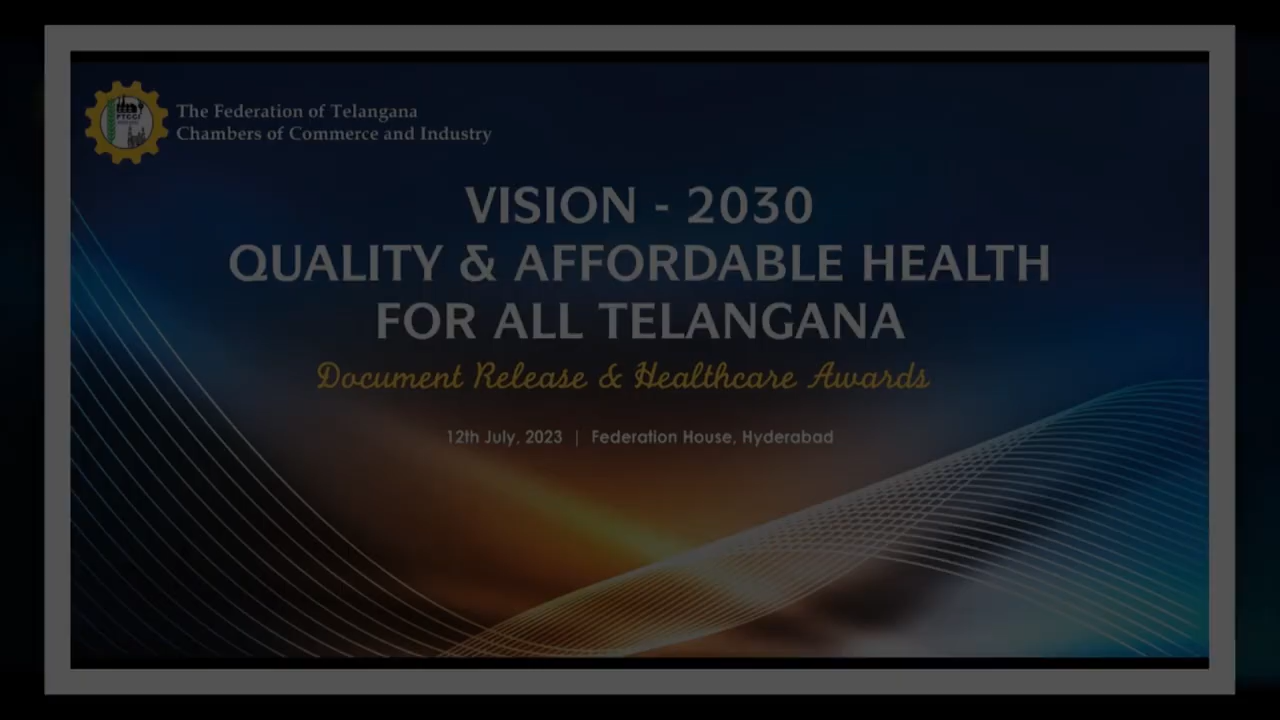 FTCCI
The Federation of Telangana
Chambers of Commerce and Industry
VISION - 2030
QUALITY & AFFORDABLE HEALTH
FOR ALL TELANGANA
Document Release & Healthcare Awards
12th July, 2023 | Federation House, Hyderabad